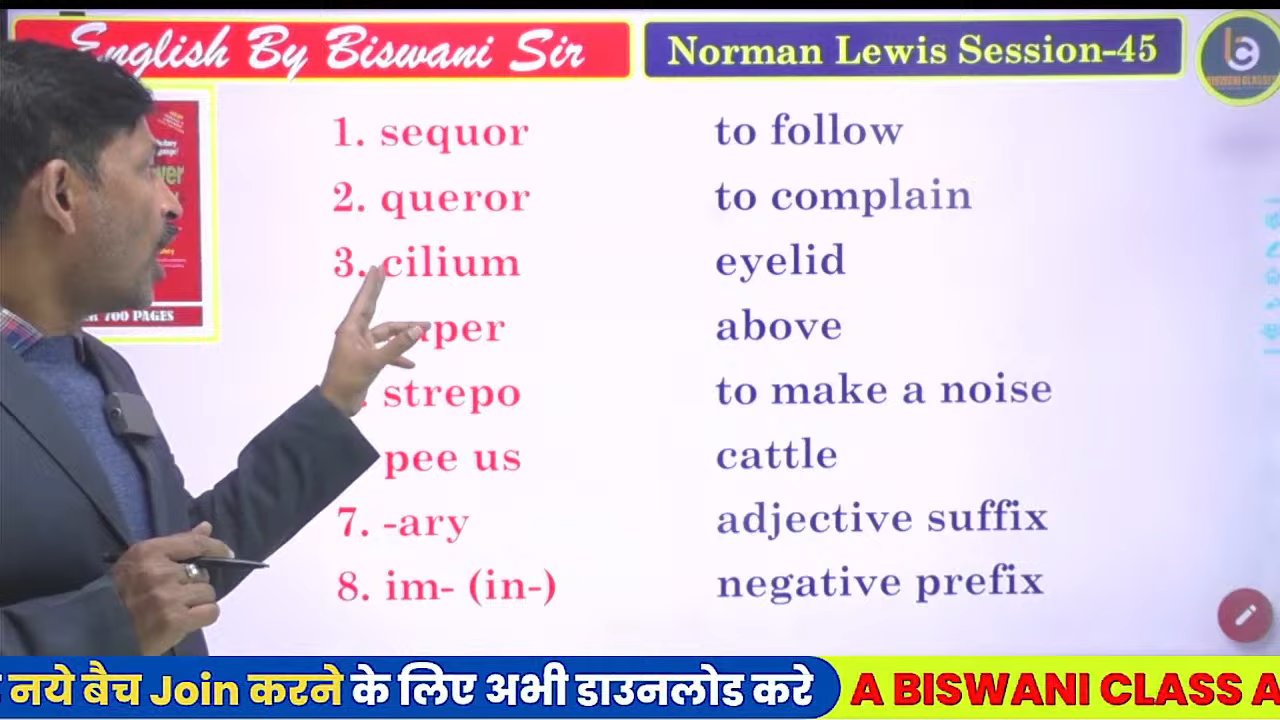 English By Biswani Sir
Norman Lewis Session-45
1. sequor to follow
2. queror to complain
3. cilium eyelid
above
strepo to make a noise
pee us cattle
7. -ary adjective suffix
8. im- (in-) negative prefix
700 PAGES
नये बैच Join करने के लिए अभी डाउनलोड करे
A BISWANI CLASS A